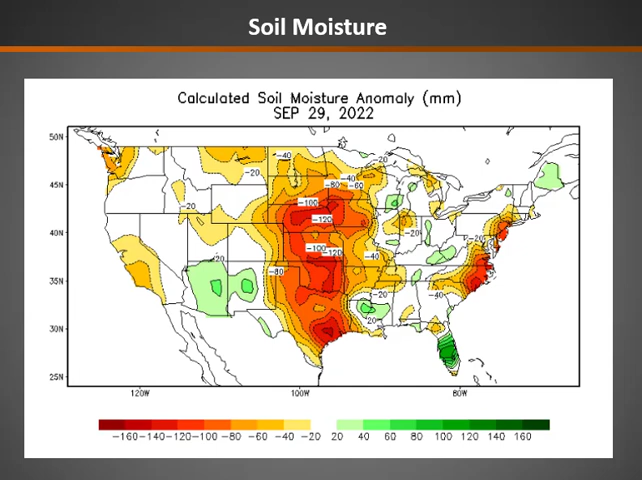 Soil Moisture
Calculated Soil Moisture Anomaly (mm)
SEP 29, 2022
50N
-40
-20
-20
-40
-80
-60
45N
-100
-20
-120
40N
-20
-20
-100
-120
-40
20
-80
35N
-20
-40
20
30N
25N
120W
100W
80W
-160 -140 -120 -100 -80 -60 -40 -20 20 40 60 80 100 120 140 160